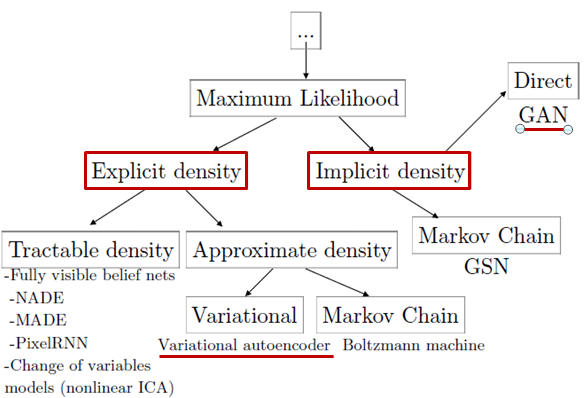 ...
Maximum Likelihood
Direct
GAN
Explicit density
Implicit density
Markov Chain
GSN
Tractable density
-Fully visible belief nets
-NADE
-MADE
-PixelRNN
-Change of variables
models (nonlinear ICA)
Approximate density
Variational
Variational autoencoder
Markov Chain
Boltzmann machine